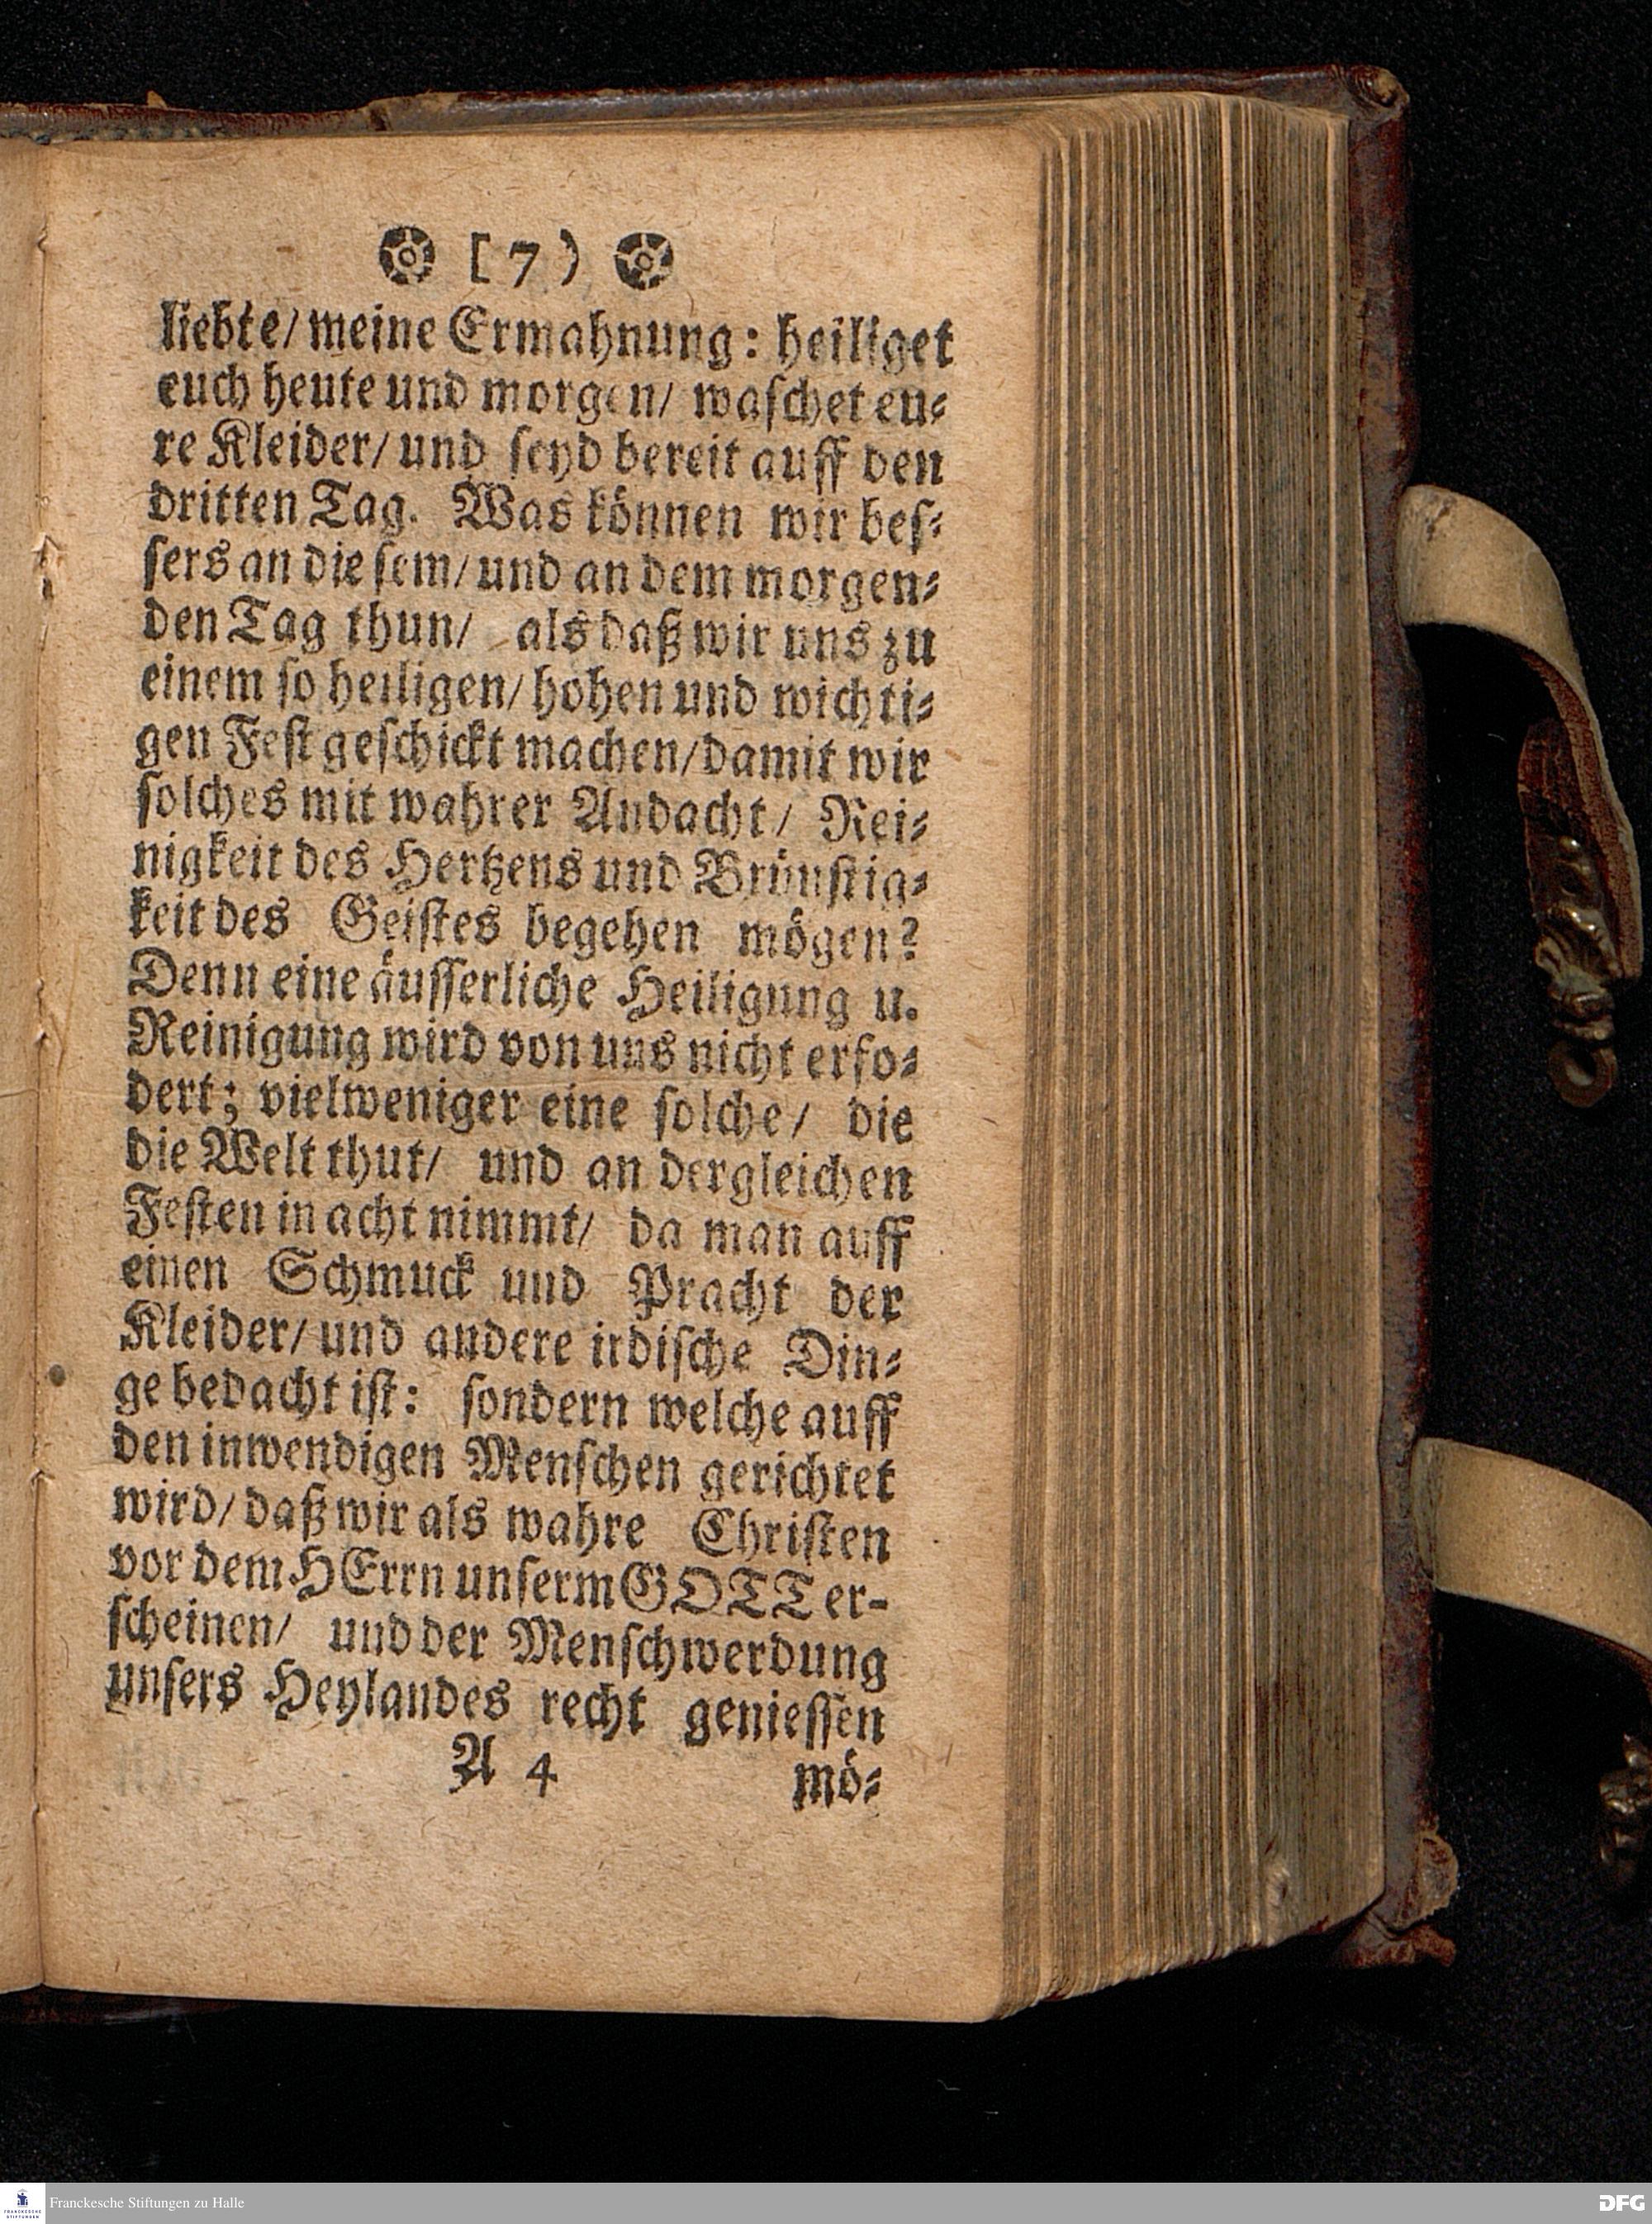 [7)
liebte/ meine Ermahnung: heiliget
euch heute und morgen/ waschet eu⸗
re Kleider/ und seyd bereit auff den
dritten Tag. Was können wir bes⸗
sers an diesem/ und an dem morgen⸗
den Tag thun/ als daß wir uns zu
einem so heiligen/ hohen und wichti⸗
gen Fest geschickt machen/ damit wir
solches mit wahrer Andacht/ Rei⸗
nigkeit des Hertzens und Brünstig⸗
keit des Geistes begehen mögen?
Denn eine äusserliche Heiligung u.
Reinigung wird von uns nicht erfo⸗
dert; vielweniger eine solche/ die
die Welt thut/ und an dergleichen
Festen in acht nimmt/ da man auff
einen Schmuck und Pracht der
Kleider/ und andere irdische Din⸗
ge bedacht ist: sondern welche auff
den inwendigen Menschen gerichtet
wird/ daß wir als wahre Christen
vor dem HErrn unserm GOTT er-
scheinen/ und der Menschwerdung
unsers Heylandes recht geniessen
A 4 mö⸗
Franckesche Stiftungen zu Halle
DFG